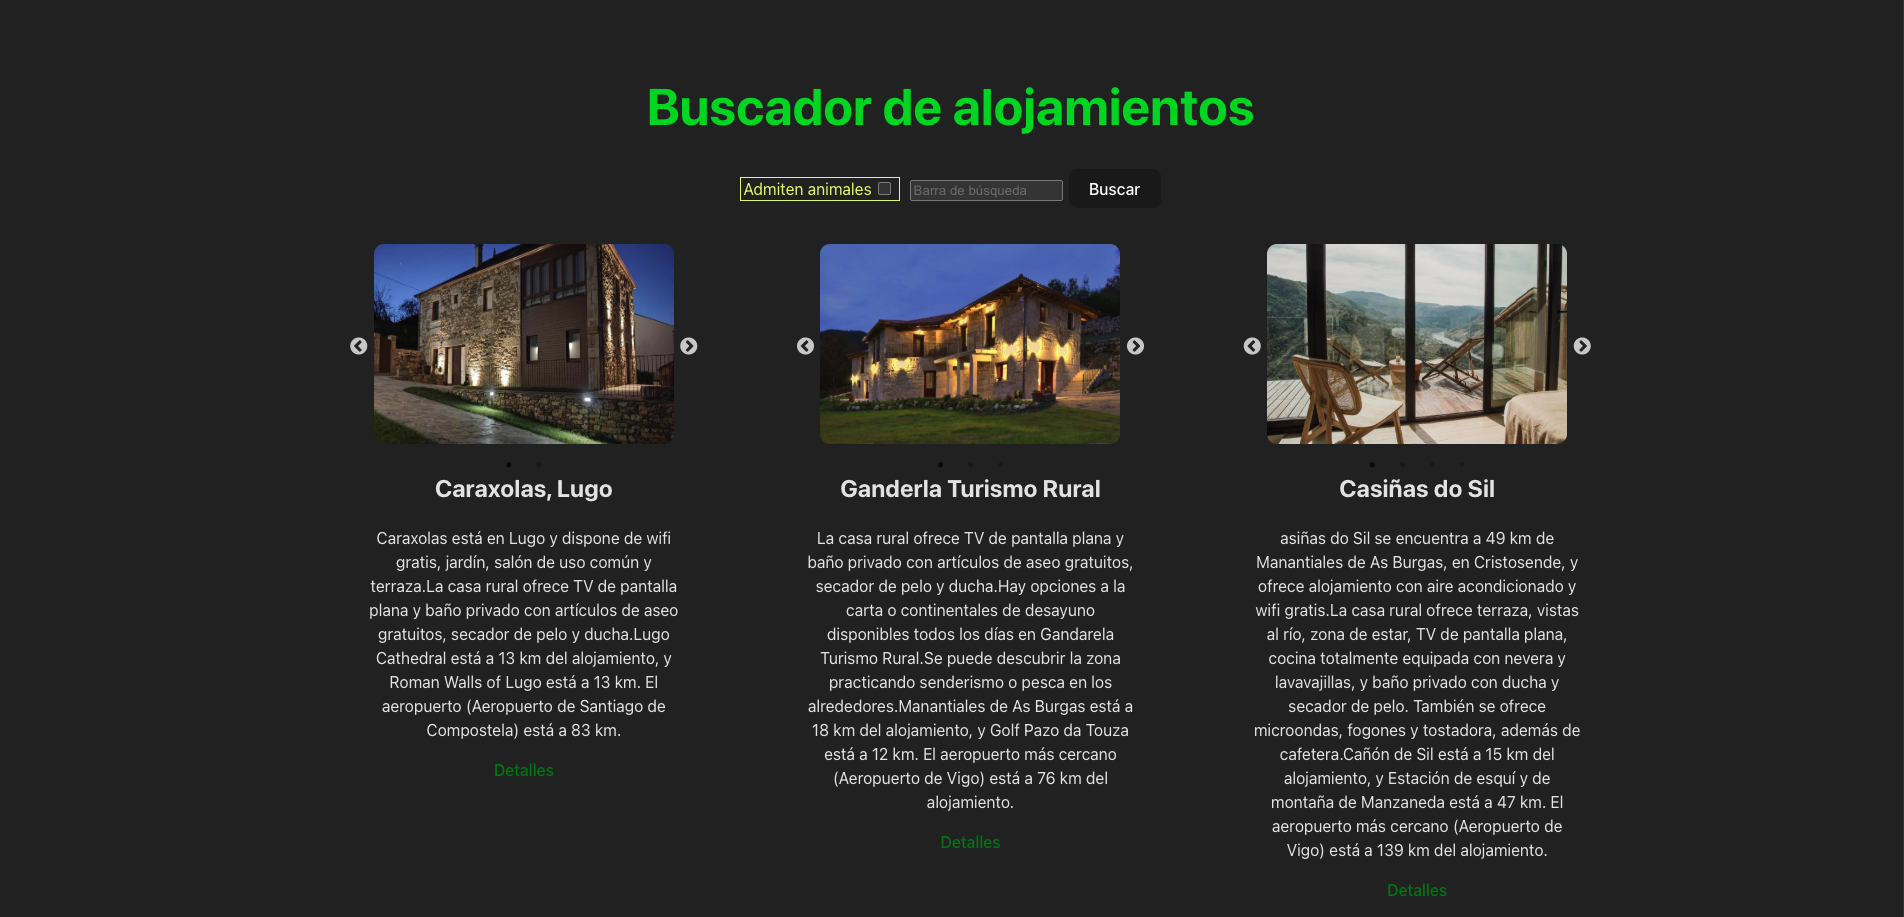 Buscador de alojamientos
Admiten animales
Barra de búsqueda
Buscar
Caraxolas, Lugo
Caraxolas está en Lugo y dispone de wifi
gratis, jardín, salón de uso común y
terraza.La casa rural ofrece TV de pantalla
plana y baño privado con artículos de aseo
gratuitos, secador de pelo y ducha.Lugo
Cathedral está a 13 km del alojamiento, y
Roman Walls of Lugo está a 13 km. El
aeropuerto (Aeropuerto de Santiago de
Compostela) está a 83 km.
Detalles
Ganderla Turismo Rural
La casa rural ofrece TV de pantalla plana y
baño privado con artículos de aseo gratuitos,
secador de pelo y ducha.Hay opciones a la
carta o continentales de desayuno
disponibles todos los días en Gandarela
Turismo Rural.Se puede descubrir la zona
practicando senderismo o pesca en los
alrededores.Manantiales de As Burgas está a
18 km del alojamiento, y Golf Pazo da Touza
está a 12 km. El aeropuerto más cercano
(Aeropuerto de Vigo) está a 76 km del
alojamiento.
Detalles
Casiñas do Sil
asiñas do Sil se encuentra a 49 km de
Manantiales de As Burgas, en Cristosende, y
ofrece alojamiento con aire acondicionado y
wifi gratis.La casa rural ofrece terraza, vistas
al río, zona de estar, TV de pantalla plana,
cocina totalmente equipada con nevera y
lavavajillas, y baño privado con ducha y
secador de pelo. También se ofrece
microondas, fogones y tostadora, además de
cafetera.Cañón de Sil está a 15 km del
alojamiento, y Estación de esquí y de
montaña de Manzaneda está a 47 km. El
aeropuerto más cercano (Aeropuerto de
Vigo) está a 139 km del alojamiento.
Detalles